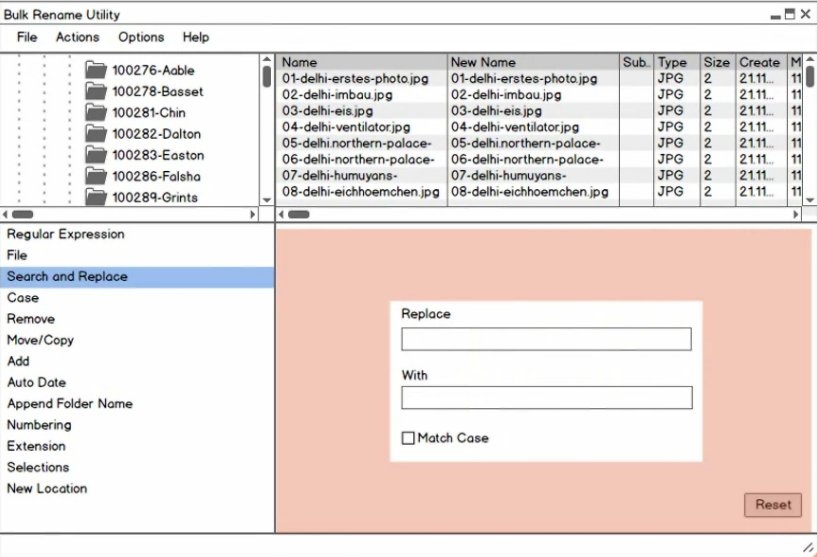 Bulk Rename Utility
File Actions Options Help
100276-Aable
100278-Basset
100281-Chin
100282-Dalton
100283-Easton
100286-Falsha
100289-Grints
Name New Name Sub.. Type Size Create M
01-delhi-erstes-photo.jpg 01-delhi-erstes-photo.jpg JPG 2 21.11... 11
02-delhi-imbau.jpg 02-delhi-imbau.jpg JPG 2 21.11... 11
03-delhi-eis.jpg 03-delhi-eis.jpg JPG 2 21.11... 11
04-delhi-ventilator.jpg 04-delhi-ventilator.jpg JPG 2 21.11... 11
05-delhi.northern-palace- 05-delhi.northern-palace- JPG 2 21.11... 11
06-delhi-northern-palace- 06-delhi-northern-palace- JPG 2 21.11... 11
07-delhi-humuyans- 07-delhi-humuyans- JPG 2 21.11... 11
08-delhi-eichhoemchen.jpg 08-delhi-eichhoemchen.jpg JPG 2 21.11... 11
Regular Expression
File
Search and Replace
Case
Remove
Move/Copy
Add
Auto Date
Append Folder Name
Numbering
Extension
Selections
New Location
Replace
With
Match Case
Reset